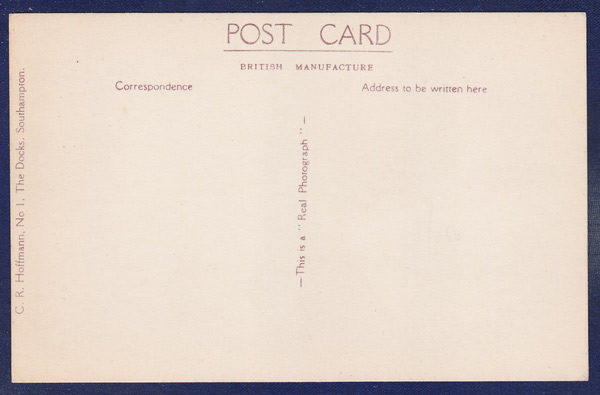 POST CARD
BRITISH MANUFACTURE
Correspondence
Address to be written here
—This is a "Real Photograph"—
C. R. Hoffmann, No 1, The Docks, Southampton.